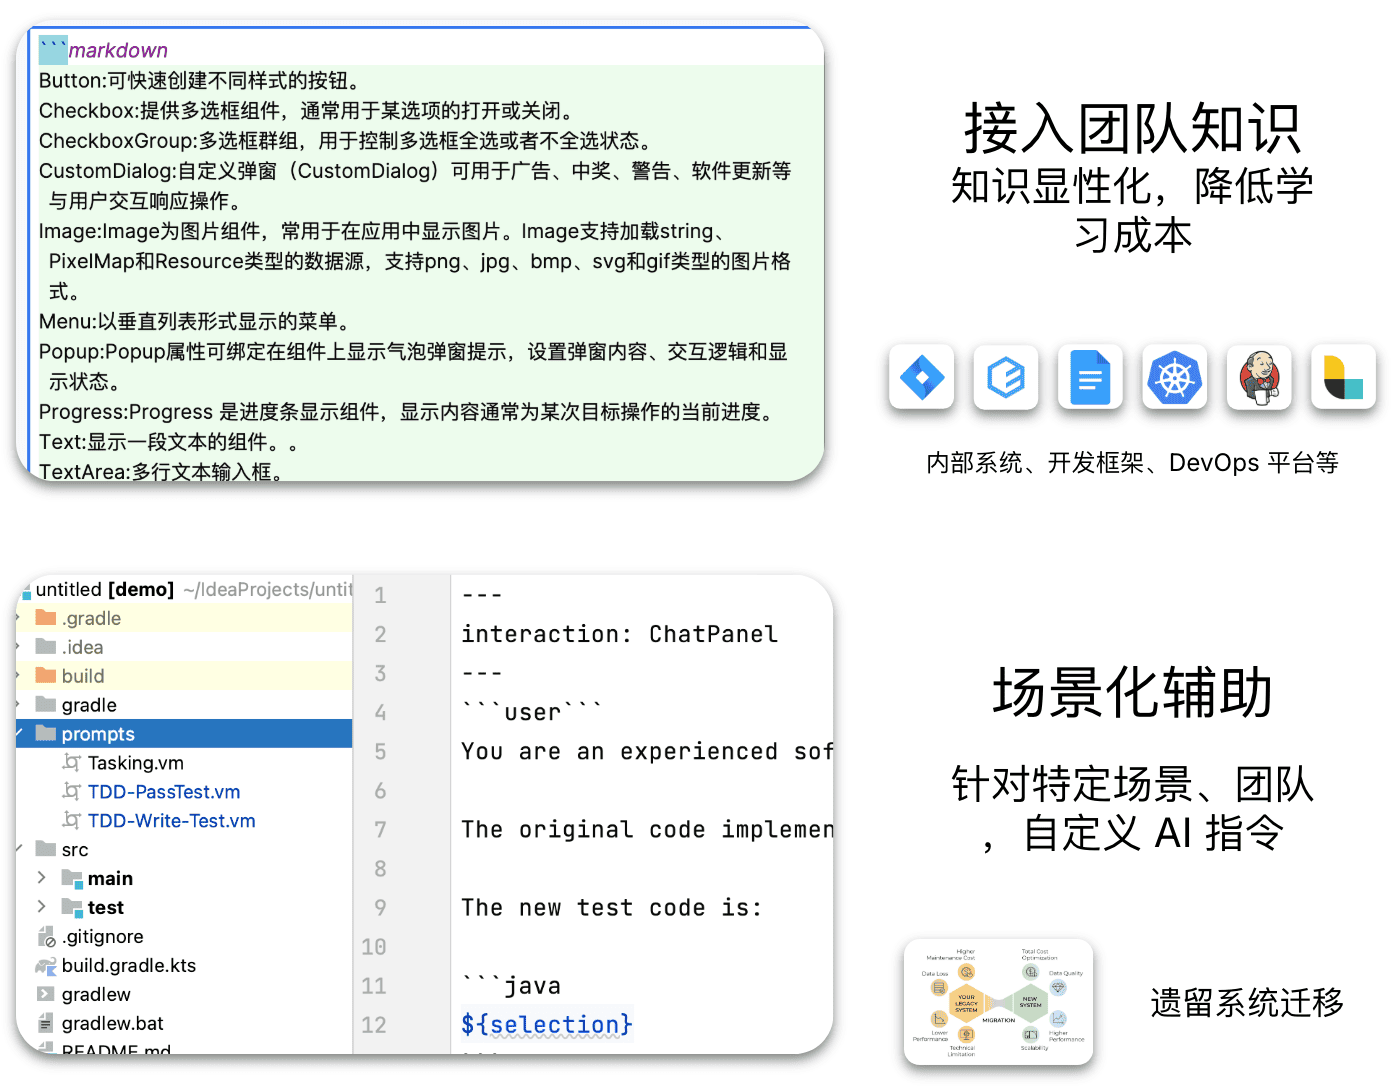 ```markdown
Button:可快速创建不同样式的按钮。
Checkbox:提供多选框组件，通常用于某选项的打开或关闭。
CheckboxGroup:多选框群组，用于控制多选框全选或者不全选状态。
CustomDialog:自定义弹窗（CustomDialog）可用于广告、中奖、警告、软件更新等
与用户交互响应操作。
Image:Image为图片组件，常用于在应用中显示图片。Image支持加载string、
PixelMap和Resource类型的数据源，支持png、jpg、bmp、svg和gif类型的图片格
式。
Menu:以垂直列表形式显示的菜单。
Popup:Popup属性可绑定在组件上显示气泡弹窗提示，设置弹窗内容、交互逻辑和显
示状态。
Progress:Progress 是进度条显示组件，显示内容通常为某次目标操作的当前进度。
Text:显示一段文本的组件。。
TextArea:多行文本输入框。
接入团队知识
知识显性化，降低学
习成本
内部系统、开发框架、DevOps 平台等
untitled [demo] ~/IdeaProjects/untit
.gradle
.idea
build
gradle
prompts
Tasking.vm
TDD-PassTest.vm
TDD-Write-Test.vm
src
main
test
.gitignore
build.gradle.kts
gradlew
gradlew.bat
README.md
1 ---
2 interaction: ChatPanel
3 ---
4 ```user```
5 You are an experienced sof
6
7 The original code implemen
8
9 The new test code is:
10
11 ```java
12 ${selection}
```
场景化辅助
针对特定场景、团队
，自定义 AI 指令
Higher
Maintenance Cost
Total Cost
Optimization
Data Loss
Data Quality
YOUR
LEGACY
SYSTEM
NEW
SYSTEM
MIGRATION
Lower
Performance
Higher
Performance
Technical
Limitation
Scalability
遗留系统迁移